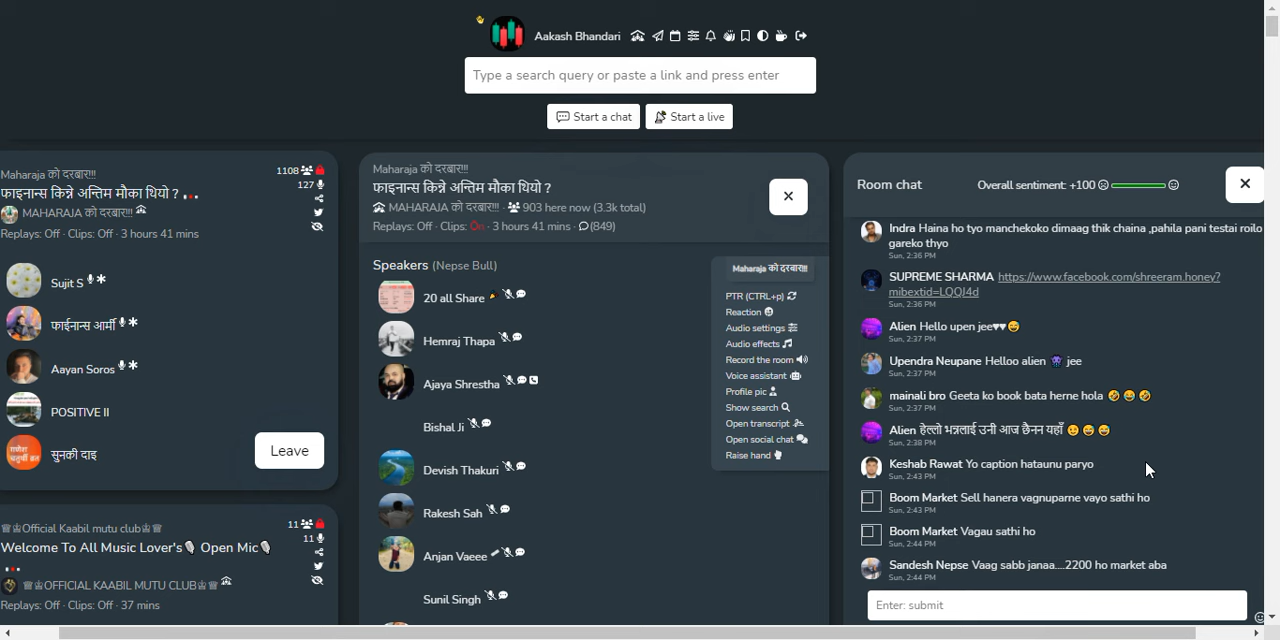 Aakash Bhandari
Type a search query or paste a link and press enter
Start a chat
Start a live
Maharaja को दरबार!!!
फाइनान्स किन्ने अन्तिम मौका थियो ? ...
MAHARAJA को दरबार!!!
Replays: Off · Clips: Off · 3 hours 41 mins
1108
127
Sujit S
फाईनान्स आर्मी
Aayan Soros
POSITIVE II
सुनकी दाइ
Leave
♕♔Official Kaabil mutu club♔♕
Welcome To All Music Lover's🎙 Open Mic🎙
...
♕♔OFFICIAL KAABIL MUTU CLUB♔♕
Replays: Off · Clips: Off · 37 mins
11
11
Maharaja को दरबार!!!
फाइनान्स किन्ने अन्तिम मौका थियो ?
MAHARAJA को दरबार!!! · 903 here now (3.3k total)
Replays: Off · Clips: On · 3 hours 41 mins · (849)
Speakers (Nepse Bull)
20 all Share
Hemraj Thapa
Ajaya Shrestha
Bishal Ji
Devish Thakuri
Rakesh Sah
Anjan Vaeee
Sunil Singh
Maharaja को दरबार!!!
PTR (CTRL+p)
Reaction
Audio settings
Audio effects
Record the room
Voice assistant
Profile pic
Show search
Open transcript
Open social chat
Raise hand
Room chat
Overall sentiment: +100
Indra Haina ho tyo manchekoko dimaag thik chaina ,pahila pani testai roilo
gareko thyo
Sun, 2:36 PM
SUPREME SHARMA https://www.facebook.com/shreeram.honey?
mibextid=LQQJ4d
Sun, 2:36 PM
Alien Hello upen jee♥♥😅
Sun, 2:37 PM
Upendra Neupane Helloo alien 👾 jee
Sun, 2:37 PM
mainali bro Geeta ko book bata herne hola 🤣 😂 🤣
Sun, 2:37 PM
Alien हेल्लो भन्नलाई उनी आज छैनन यहाँ 😉 😄 😅
Sun, 2:38 PM
Keshab Rawat Yo caption hataunu paryo
Sun, 2:43 PM
Boom Market Sell hanera vagnuparne vayo sathi ho
Sun, 2:43 PM
Boom Market Vagau sathi ho
Sun, 2:44 PM
Sandesh Nepse Vaag sabb janaa....2200 ho market aba
Sun, 2:44 PM
Enter: submit